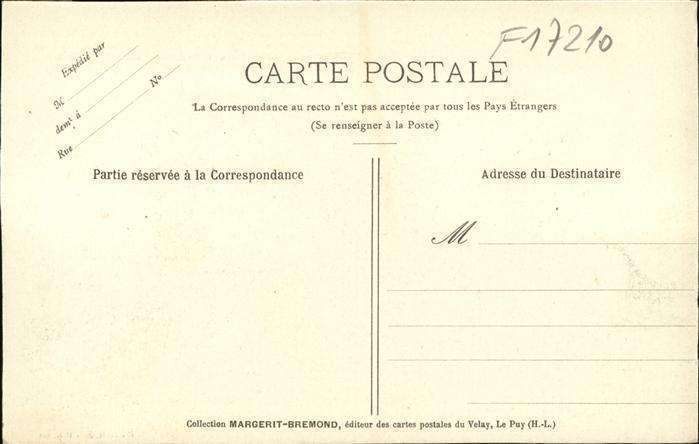 F17210
Expédié par
M
demt à
Rue No
CARTE POSTALE
La Correspondance au recto n'est pas acceptée par tous les Pays Étrangers
(Se renseigner à la Poste)
Partie réservée à la Correspondance
Adresse du Destinataire
M
Collection MARGERIT-BREMOND, éditeur des cartes postales du Velay, Le Puy (H.-L.)